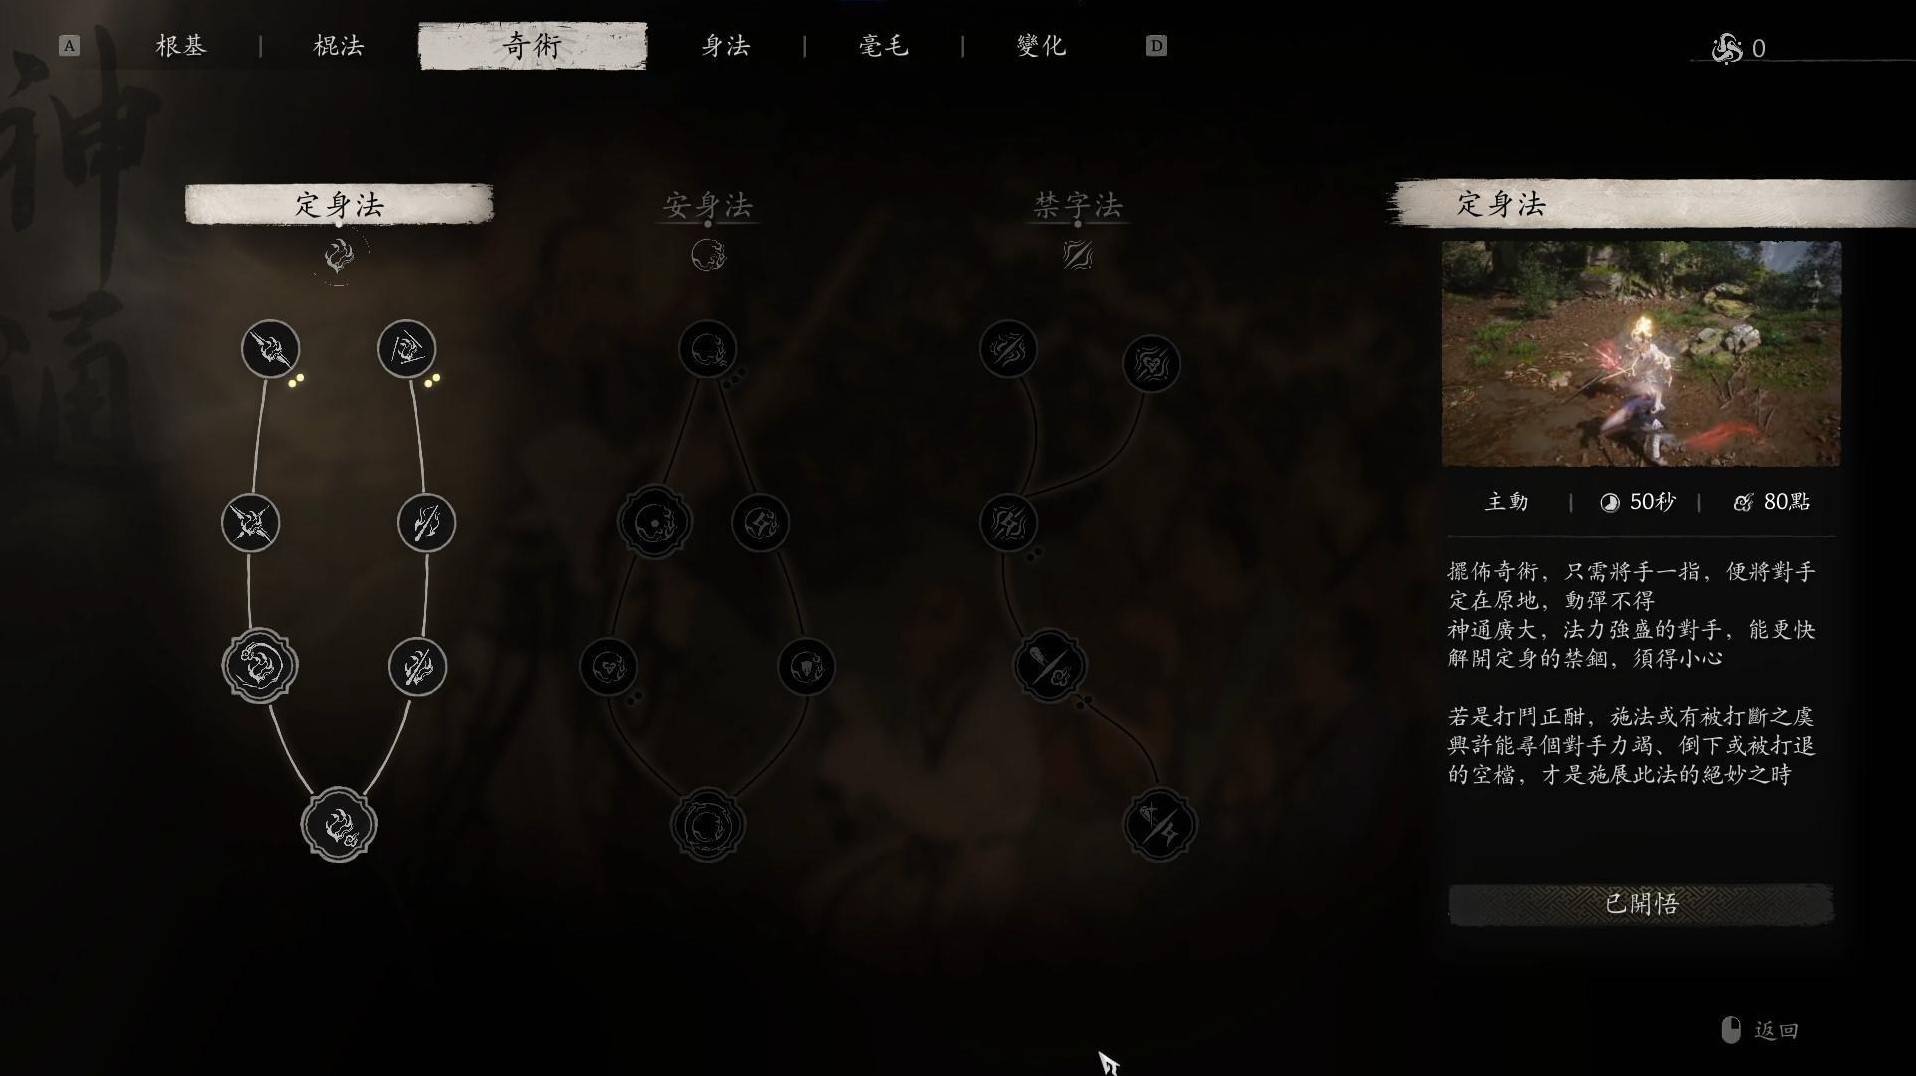 A
根基
棍法
奇術
身法
毫毛
變化
D
0
神通
定身法
安身法
禁字法
定身法
主動
50秒
80點
擺佈奇術，只需將手一指，便將對手
定在原地，動彈不得
神通廣大，法力強盛的對手，能更快
解開定身的禁錮，須得小心
若是打鬥正酣，施法或有被打斷之虞
興許能尋個對手力竭、倒下或被打退
的空檔，才是施展此法的絕妙之時
已開悟
返回